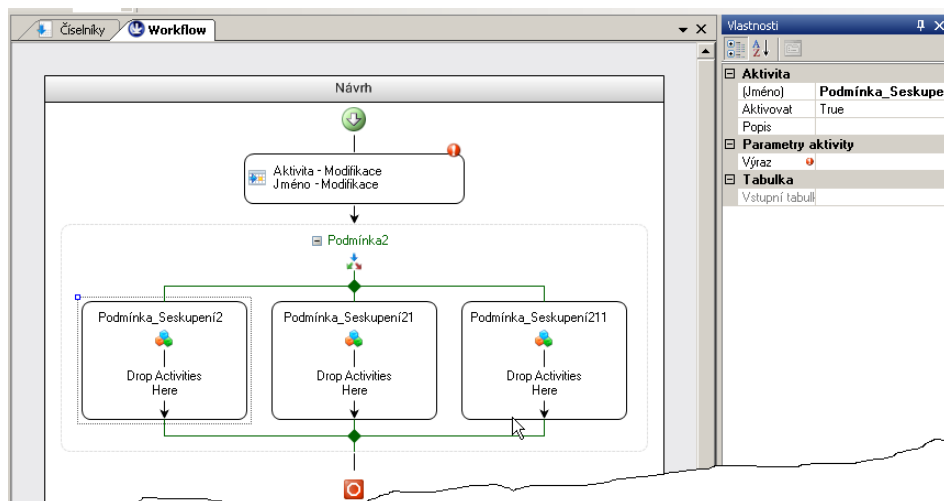 Číselníky
Workflow
Vlastnosti
Návrh
Aktivita
(Jméno) Podmínka_Seskupe
Aktivovat True
Popis
Parametry aktivity
Výraz
Tabulka
Vstupní tabul
Aktivita - Modifikace
Jméno - Modifikace
Podmínka2
Podmínka_Seskupení2
Drop Activities
Here
Podmínka_Seskupení21
Drop Activities
Here
Podmínka_Seskupení211
Drop Activities
Here